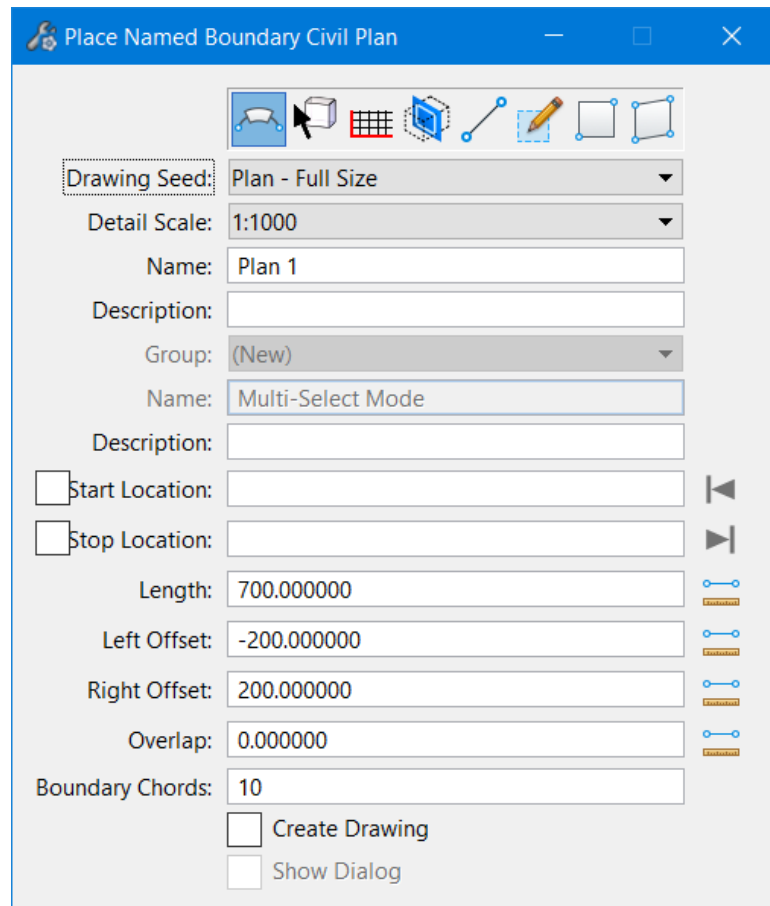 Place Named Boundary Civil Plan
Drawing Seed: Plan - Full Size
Detail Scale: 1:1000
Name: Plan 1
Description:
Group: (New)
Name: Multi-Select Mode
Description:
Start Location:
Stop Location:
Length: 700.000000
Left Offset: -200.000000
Right Offset: 200.000000
Overlap: 0.000000
Boundary Chords: 10
Create Drawing
Show Dialog